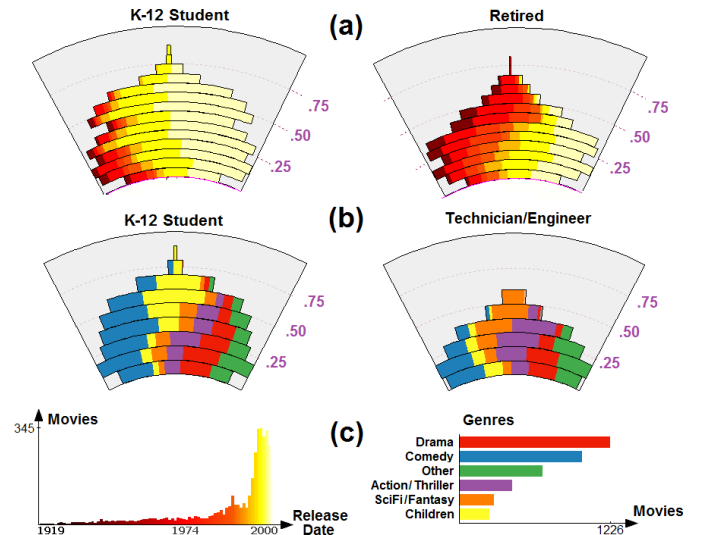 K-12 Student
(a)
Retired
.75
.50
.25
.75
.50
.25
K-12 Student
(b)
Technician/Engineer
.75
.50
.25
.75
.50
.25
Movies
345
1919
1974
2000
Release
Date
(c)
Genres
Drama
Comedy
Other
Action/Thriller
SciFi/Fantasy
Children
1226
Movies